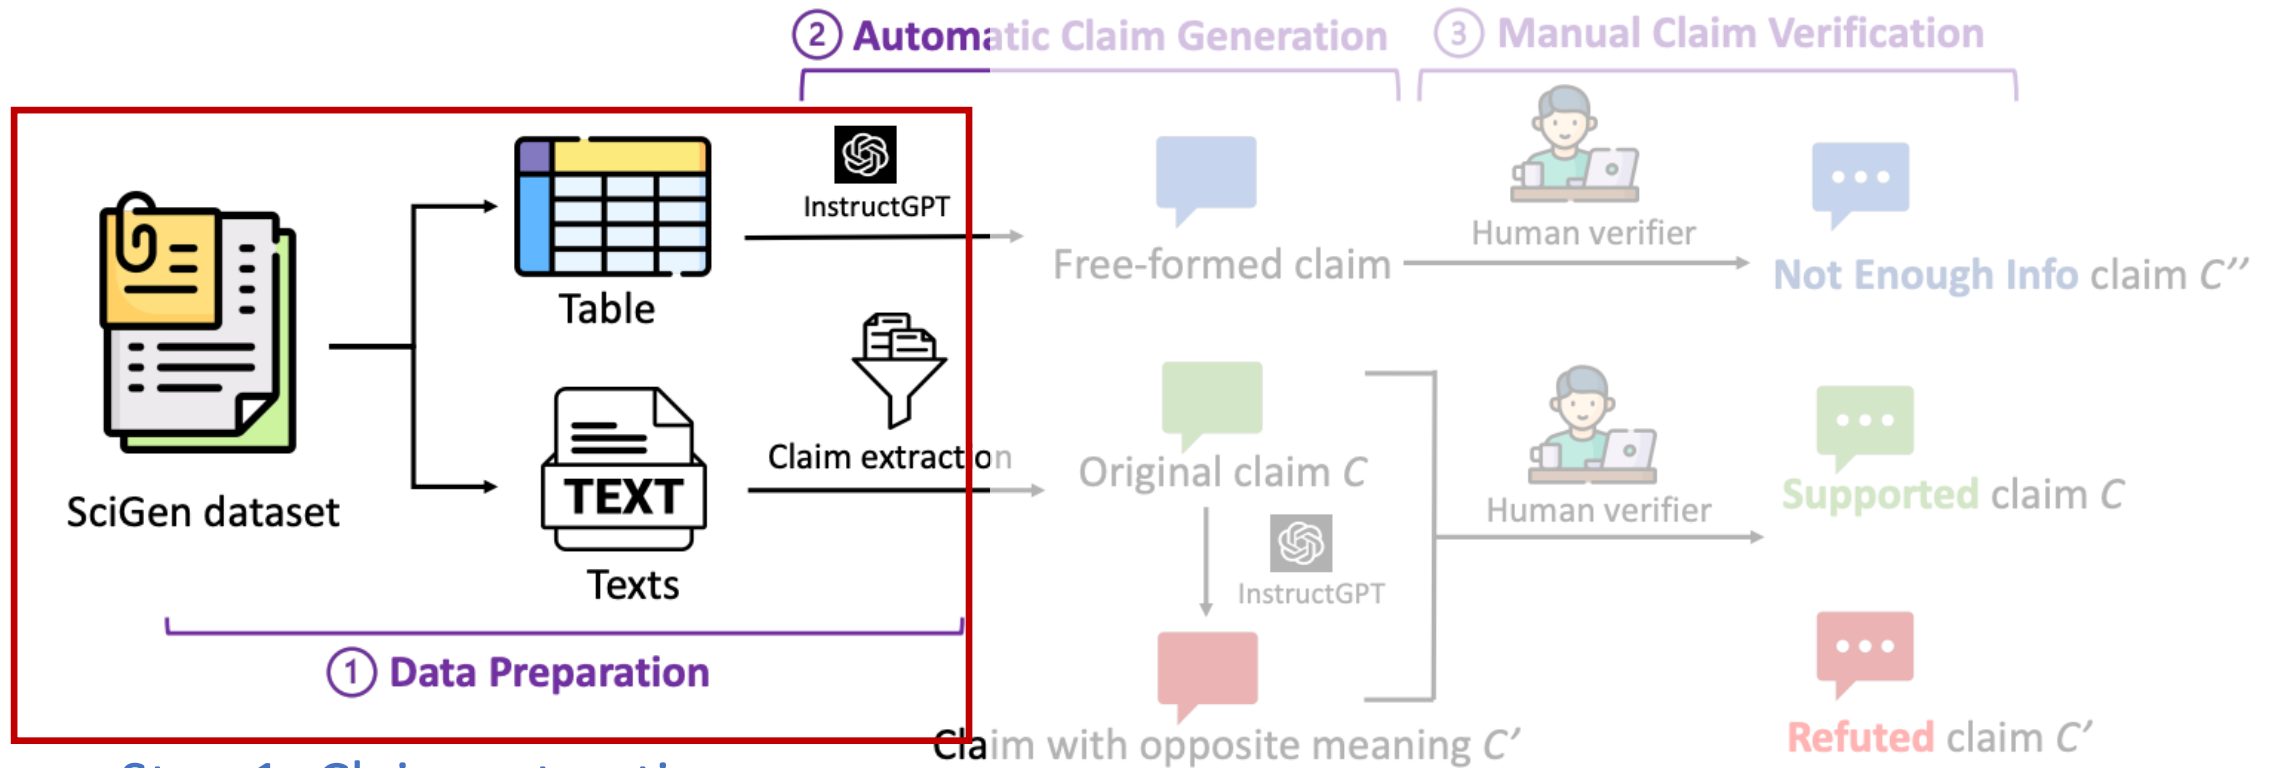 ② Automatic Claim Generation
③ Manual Claim Verification
InstructGPT
Table
Free-formed claim
Human verifier
Not Enough Info claim C′′
SciGen dataset
TEXT
Texts
Claim extraction
Original claim C
InstructGPT
Human verifier
Supported claim C
① Data Preparation
Claim with opposite meaning C′
Refuted claim C′